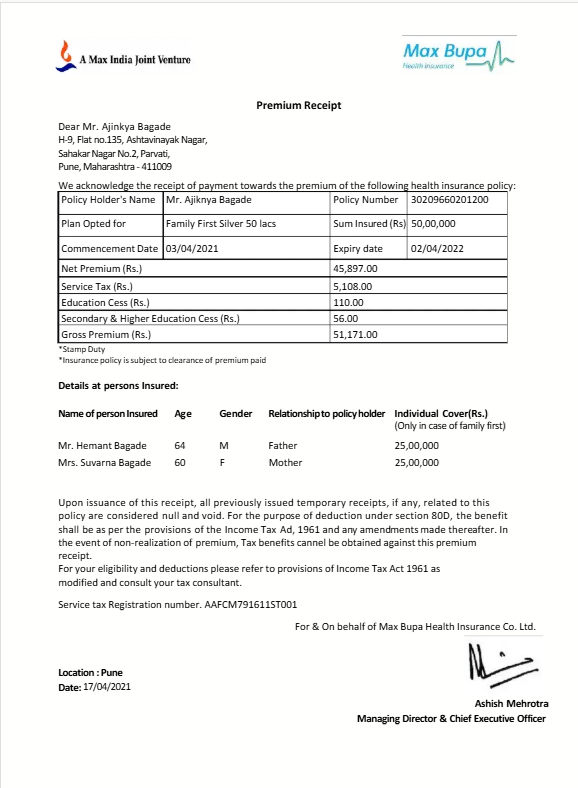 A Max India Joint Venture
Max Bupa
Health Insurance
Premium Receipt
Dear Mr. Ajinkya Bagade
H-9, Flat no.135, Ashtavinayak Nagar,
Sahakar Nagar No.2, Parvati,
Pune, Maharashtra - 411009
We acknowledge the receipt of payment towards the premium of the following health insurance policy:
Policy Holder's Name Mr. Ajiknya Bagade Policy Number 30209660201200
Plan Opted for Family First Silver 50 lacs Sum Insured (Rs) 50,00,000
Commencement Date 03/04/2021 Expiry date 02/04/2022
Net Premium (Rs.) 45,897.00
Service Tax (Rs.) 5,108.00
Education Cess (Rs.) 110.00
Secondary & Higher Education Cess (Rs.) 56.00
Gross Premium (Rs.) 51,171.00
*Stamp Duty
*Insurance policy is subject to clearance of premium paid
Details at persons Insured:
Name of person Insured Age Gender Relationship to policy holder Individual Cover(Rs.)
(Only in case of family first)
Mr. Hemant Bagade 64 M Father 25,00,000
Mrs. Suvarna Bagade 60 F Mother 25,00,000
Upon issuance of this receipt, all previously issued temporary receipts, if any, related to this
policy are considered null and void. For the purpose of deduction under section 80D, the benefit
shall be as per the provisions of the Income Tax Ad, 1961 and any amendments made thereafter. In
the event of non-realization of premium, Tax benefits cannel be obtained against this premium
receipt.
For your eligibility and deductions please refer to provisions of Income Tax Act 1961 as
modified and consult your tax consultant.
Service tax Registration number. AAFCM791611ST001
For & On behalf of Max Bupa Health Insurance Co. Ltd.
Location : Pune
Date: 17/04/2021
Ashish Mehrotra
Managing Director & Chief Executive Officer